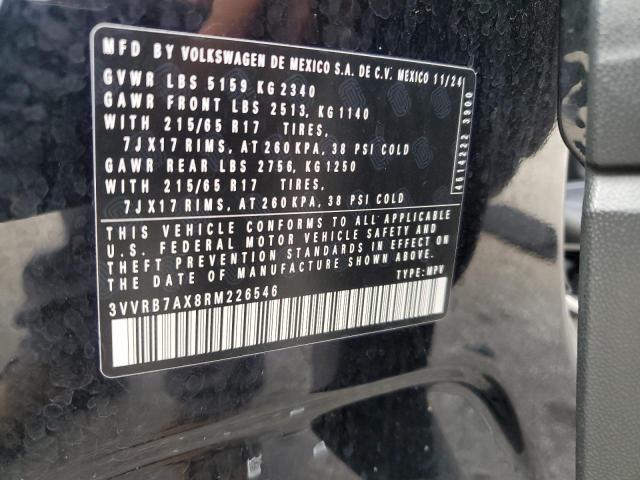 MFD BY VOLKSWAGEN DE MEXICO S.A. DE C.V. MEXICO 11/24
GVWR LBS 5159 KG 2340
GAWR FRONT LBS 2513, KG 1140
WITH 215/65 R17 TIRES,
7JX17 RIMS, AT 260 KPA, 38 PSI COLD
GAWR REAR LBS 2756, KG 1250
WITH 215/65 R17 TIRES,
7JX17 RIMS, AT 260 KPA, 38 PSI COLD
THIS VEHICLE CONFORMS TO ALL APPLICABLE
U.S. FEDERAL MOTOR VEHICLE SAFETY AND
THEFT PREVENTION STANDARDS IN EFFECT ON
THE DATE OF MANUFACTURE SHOWN ABOVE.
TYPE: MPV
3VVRB7AX8RM226546
4514222 3900